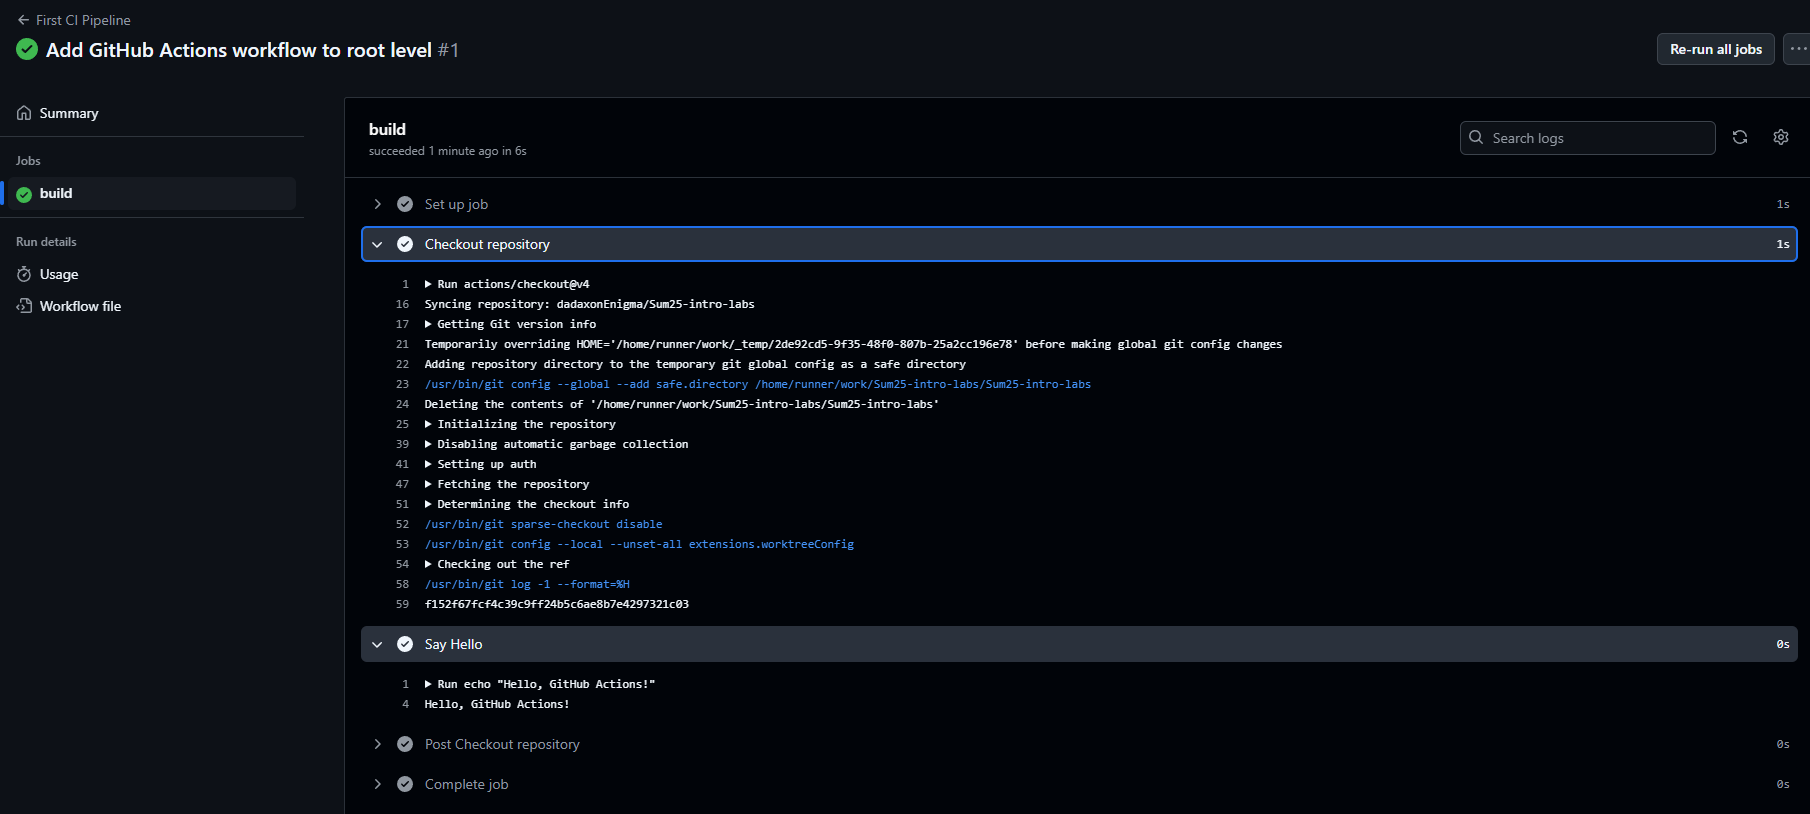 First CI Pipeline
Add GitHub Actions workflow to root level #1
Re-run all jobs
Summary
Jobs
build
Run details
Usage
Workflow file
build
succeeded 1 minute ago in 6s
Search logs
Set up job 1s
Checkout repository 1s
1 Run actions/checkout@v4
16 Syncing repository: dadaxonEnigma/Sum25-intro-labs
17 Getting Git version info
21 Temporarily overriding HOME='/home/runner/work/_temp/2de92cd5-9f35-48f0-807b-25a2cc196e78' before making global git config changes
22 Adding repository directory to the temporary git global config as a safe directory
23 /usr/bin/git config --global --add safe.directory /home/runner/work/Sum25-intro-labs/Sum25-intro-labs
24 Deleting the contents of '/home/runner/work/Sum25-intro-labs/Sum25-intro-labs'
25 Initializing the repository
39 Disabling automatic garbage collection
41 Setting up auth
47 Fetching the repository
51 Determining the checkout info
52 /usr/bin/git sparse-checkout disable
53 /usr/bin/git config --local --unset-all extensions.worktreeConfig
54 Checking out the ref
58 /usr/bin/git log -1 --format=%H
59 f152f67fcf4c39c9ff24b5c6ae8b7e4297321c03
Say Hello 0s
1 Run echo "Hello, GitHub Actions!"
4 Hello, GitHub Actions!
Post Checkout repository 0s
Complete job 0s